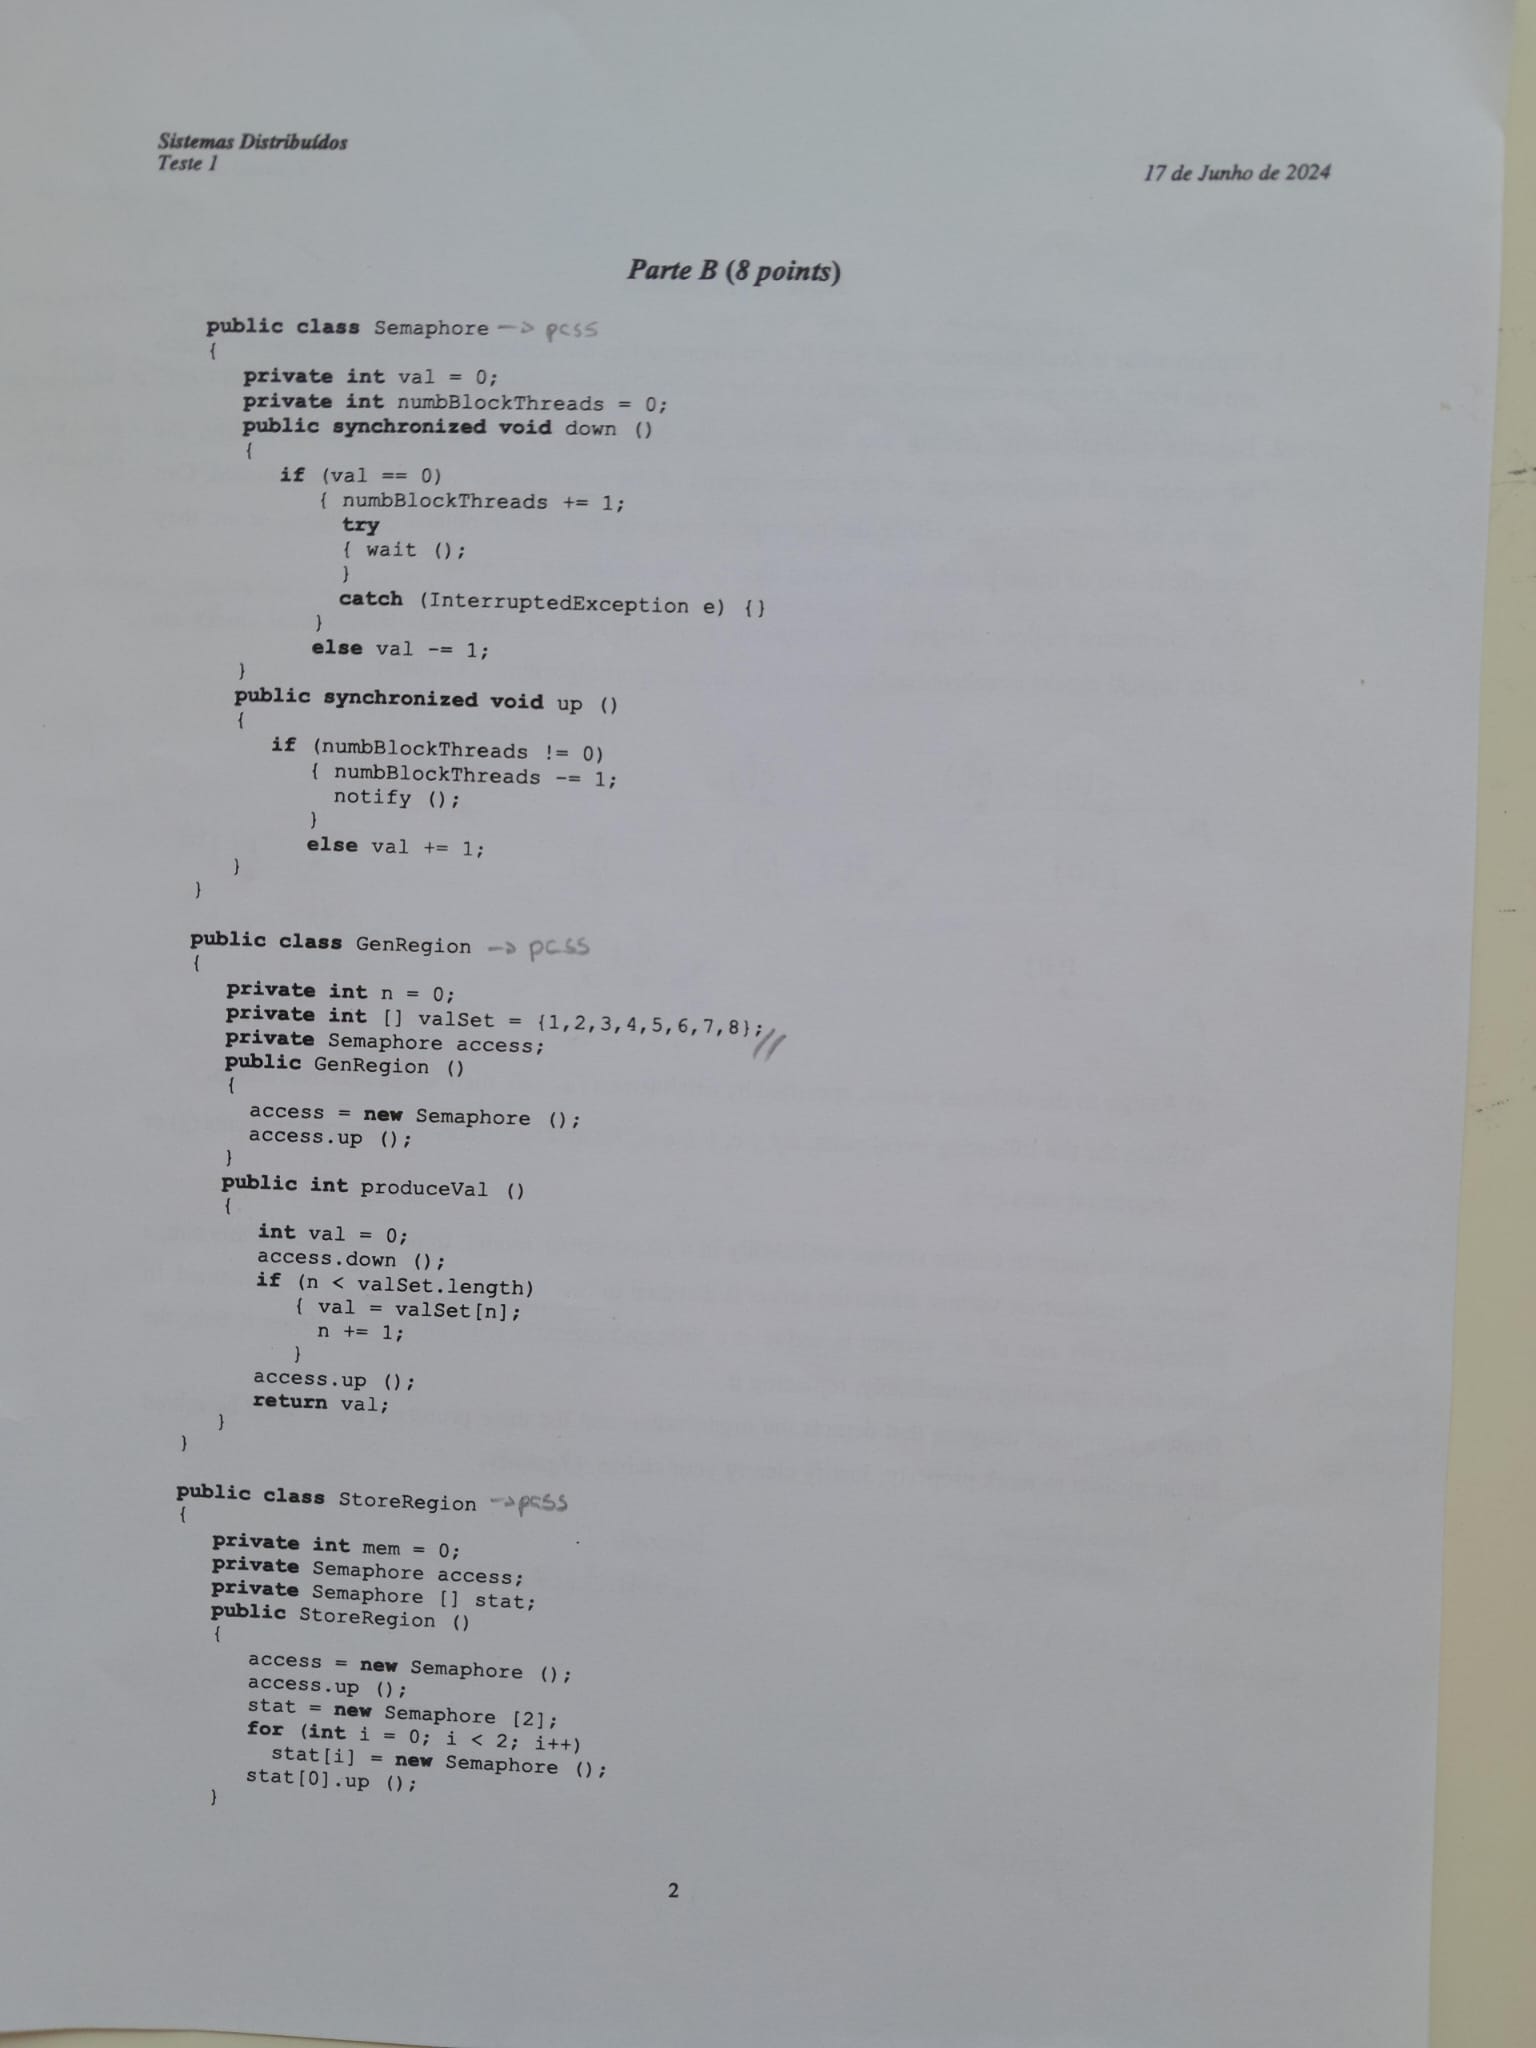 Sistemas Distribuídos
Teste 1
17 de Junho de 2024
Parte B (8 points)
public class Semaphore -> pcss
{
private int val = 0;
private int numbBlockThreads = 0;
public synchronized void down ()
{
if (val == 0)
{ numbBlockThreads += 1;
try
{ wait ();
}
catch (InterruptedException e) {}
}
else val -= 1;
}
public synchronized void up ()
{
if (numbBlockThreads != 0)
{ numbBlockThreads -= 1;
notify ();
}
else val += 1;
}
}
public class GenRegion -> pcss
{
private int n = 0;
private int [] valSet = {1,2,3,4,5,6,7,8}; //
private Semaphore access;
public GenRegion ()
{
access = new Semaphore ();
access.up ();
}
public int produceVal ()
{
int val = 0;
access.down ();
if (n < valSet.length)
{ val = valSet[n];
n += 1;
}
access.up ();
return val;
}
}
public class StoreRegion -> pcss
{
private int mem = 0;
private Semaphore access;
private Semaphore [] stat;
public StoreRegion ()
{
access = new Semaphore ();
access.up ();
stat = new Semaphore [2];
for (int i = 0; i < 2; i++)
stat[i] = new Semaphore ();
stat[0].up ();
}
2